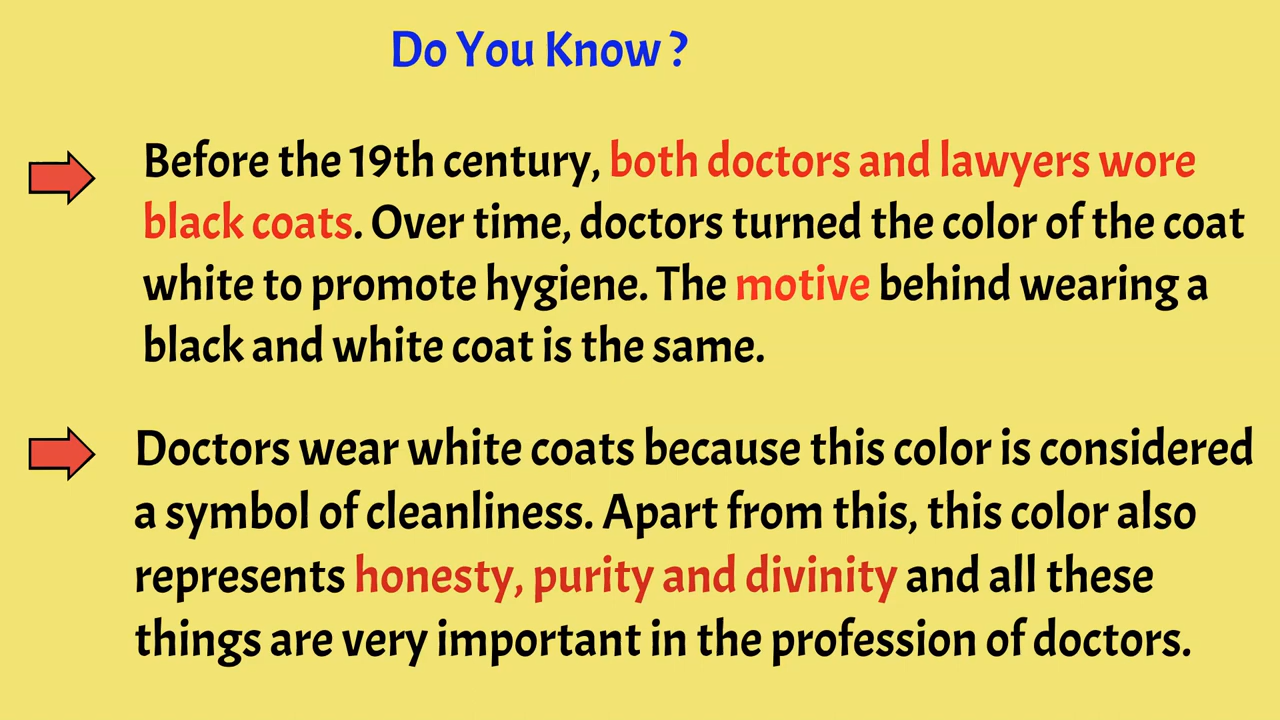 Do You Know ?
Before the 19th century, both doctors and lawyers wore
black coats. Over time, doctors turned the color of the coat
white to promote hygiene. The motive behind wearing a
black and white coat is the same.
Doctors wear white coats because this color is considered
a symbol of cleanliness. Apart from this, this color also
represents honesty, purity and divinity and all these
things are very important in the profession of doctors.